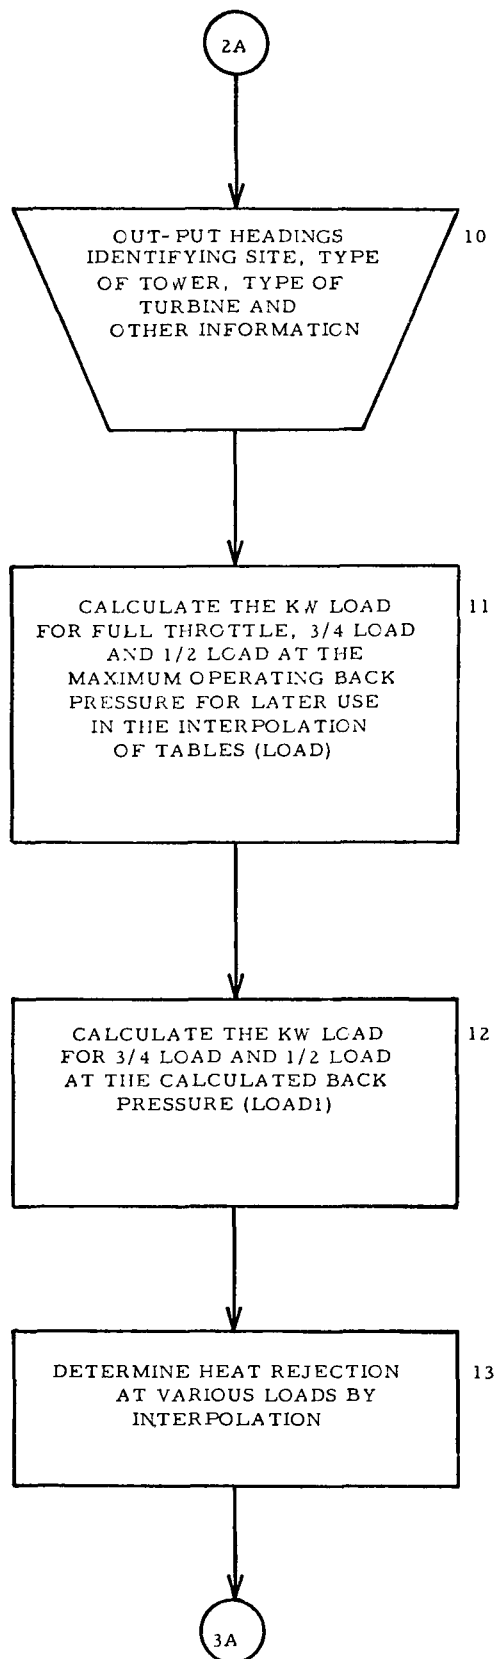 2A
OUT-PUT HEADINGS
10
IDENTIFYING SITE, TYPE
OF TOWER, TYPE OF
TURBINE AND
OTHER INFORMATION
CALCULATE THE KW LOAD
11
FOR FULL THROTTLE, 3/4 LOAD
AND 1/2 LOAD AT THE
MAXIMUM OPERATING BACK
PRESSURE FOR LATER USE
IN THE INTERPOLATION
OF TABLES (LOAD)
CALCULATE THE KW LOAD
12
FOR 3/4 LOAD AND 1/2 LOAD
AT THE CALCULATED BACK
PRESSURE (LOAD1)
DETERMINE HEAT REJECTION
13
AT VARIOUS LOADS BY
INTERPOLATION
3A